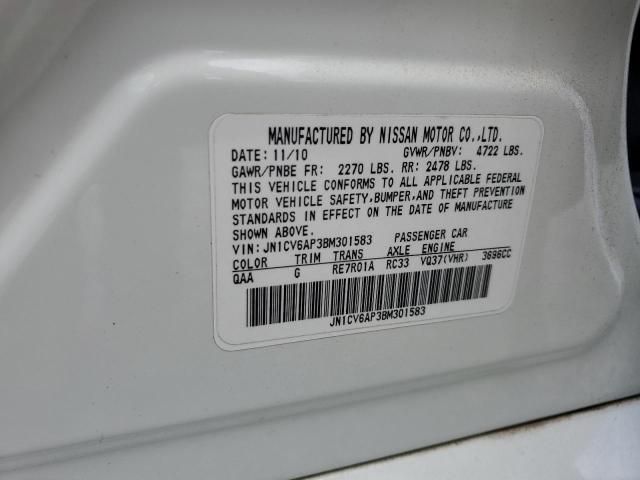 MANUFACTURED BY NISSAN MOTOR CO.,LTD.
DATE: 11/10 GVWR/PNBV: 4722 LBS.
GAWR/PNBE FR: 2270 LBS. RR: 2478 LBS.
THIS VEHICLE CONFORMS TO ALL APPLICABLE FEDERAL
MOTOR VEHICLE SAFETY,BUMPER,AND THEFT PREVENTION
STANDARDS IN EFFECT ON THE DATE OF MANUFACTURE
SHOWN ABOVE.
VIN: JN1CV6AP3BM301583 PASSENGER CAR
COLOR TRIM TRANS AXLE ENGINE
QAA G RE7R01A RC33 VQ37(VHR) 3696CC
JN1CV6AP3BM301583